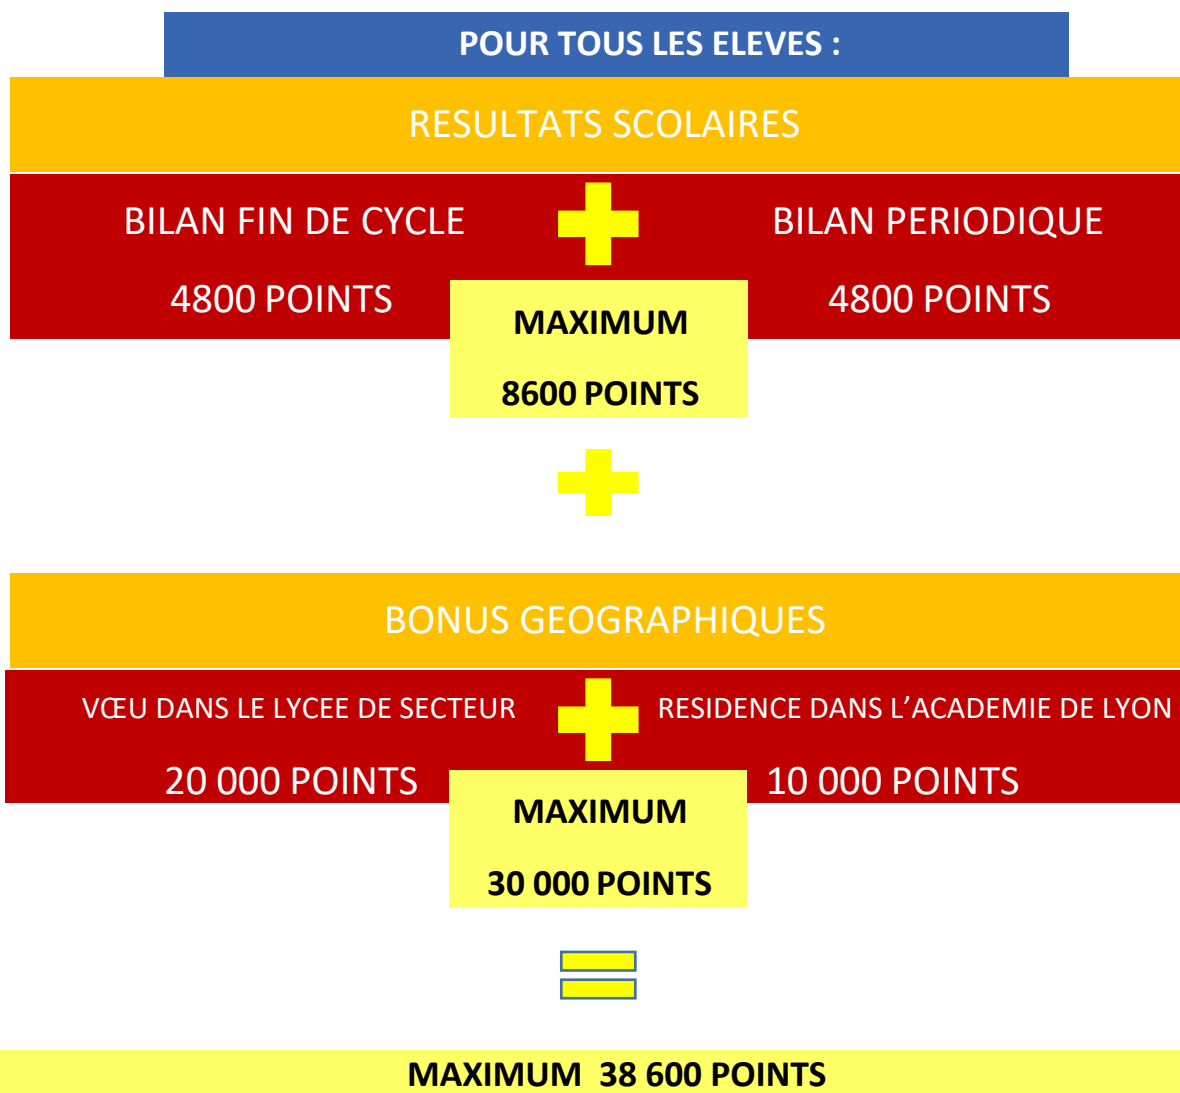 POUR TOUS LES ELEVES :
RESULTATS SCOLAIRES
BILAN FIN DE CYCLE
4800 POINTS
BILAN PERIODIQUE
4800 POINTS
MAXIMUM
8600 POINTS
BONUS GEOGRAPHIQUES
VŒU DANS LE LYCEE DE SECTEUR
20 000 POINTS
RESIDENCE DANS L’ACADEMIE DE LYON
10 000 POINTS
MAXIMUM
30 000 POINTS
MAXIMUM 38 600 POINTS